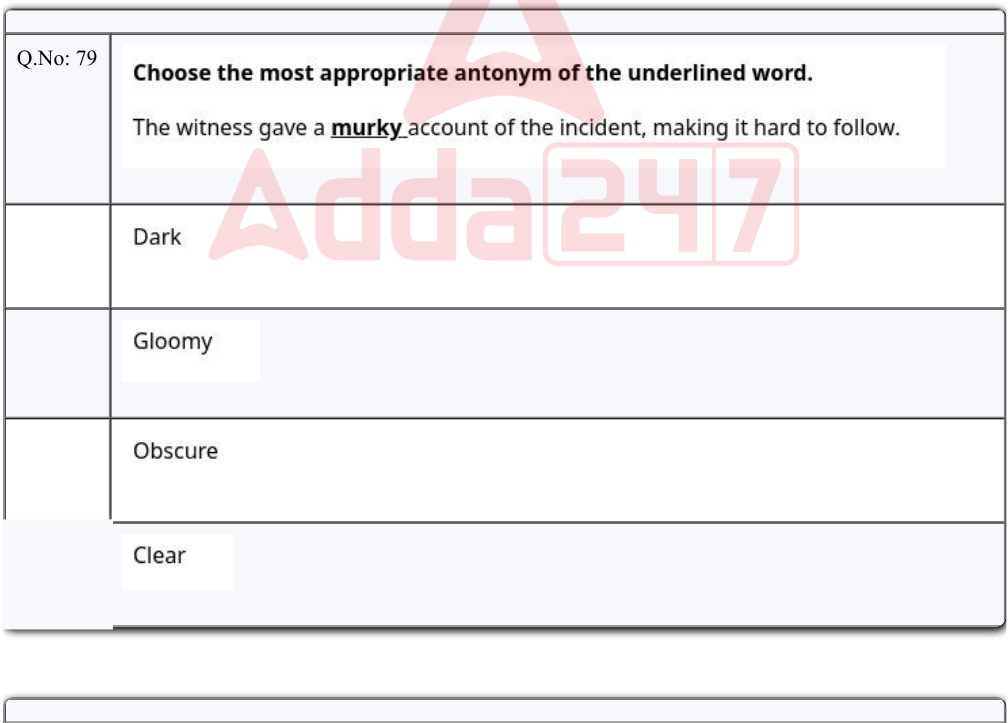 Q.No: 79
Choose the most appropriate antonym of the underlined word.
The witness gave a murky account of the incident, making it hard to follow.
Adda247
Dark
Gloomy
Obscure
Clear